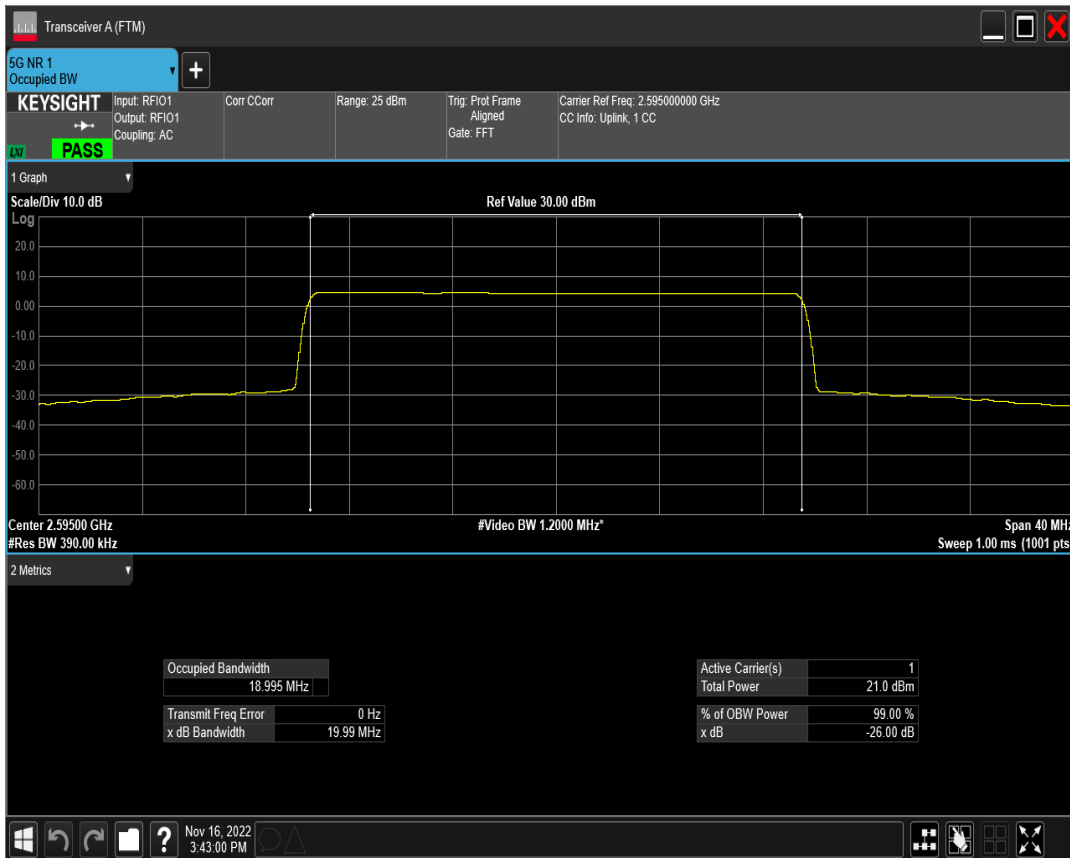 Transceiver A (FTM)
5G NR 1
Occupied BW
+
KEYSIGHT
LXI
PASS
Input: RFIO1
Output: RFIO1
Coupling: AC
Corr CCorr
Range: 25 dBm
Trig: Prot Frame
Aligned
Gate: FFT
Carrier Ref Freq: 2.595000000 GHz
CC Info: Uplink, 1 CC
1 Graph
Scale/Div 10.0 dB
Ref Value 30.00 dBm
Log
20.0
10.0
0.00
-10.0
-20.0
-30.0
-40.0
-50.0
-60.0
Center 2.59500 GHz
#Video BW 1.2000 MHz*
Span 40 MHz
#Res BW 390.00 kHz
Sweep 1.00 ms (1001 pts
2 Metrics
Occupied Bandwidth
18.995 MHz
Transmit Freq Error 0 Hz
x dB Bandwidth 19.99 MHz
Active Carrier(s) 1
Total Power 21.0 dBm
% of OBW Power 99.00 %
x dB -26.00 dB
?
Nov 16, 2022
3:43:00 PM